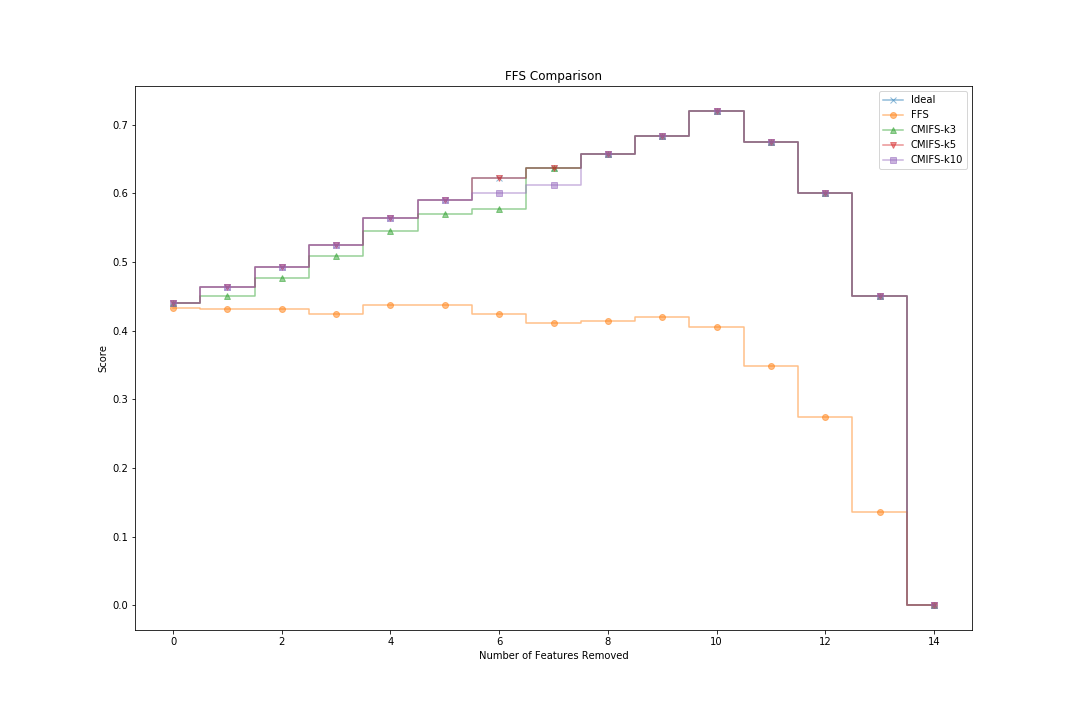 FFS Comparison
Ideal
FFS
CMIFS-k3
CMIFS-k5
CMIFS-k10
0.7
0.6
0.5
0.4
0.3
0.2
0.1
0.0
Score
0 2 4 6 8 10 12 14
Number of Features Removed